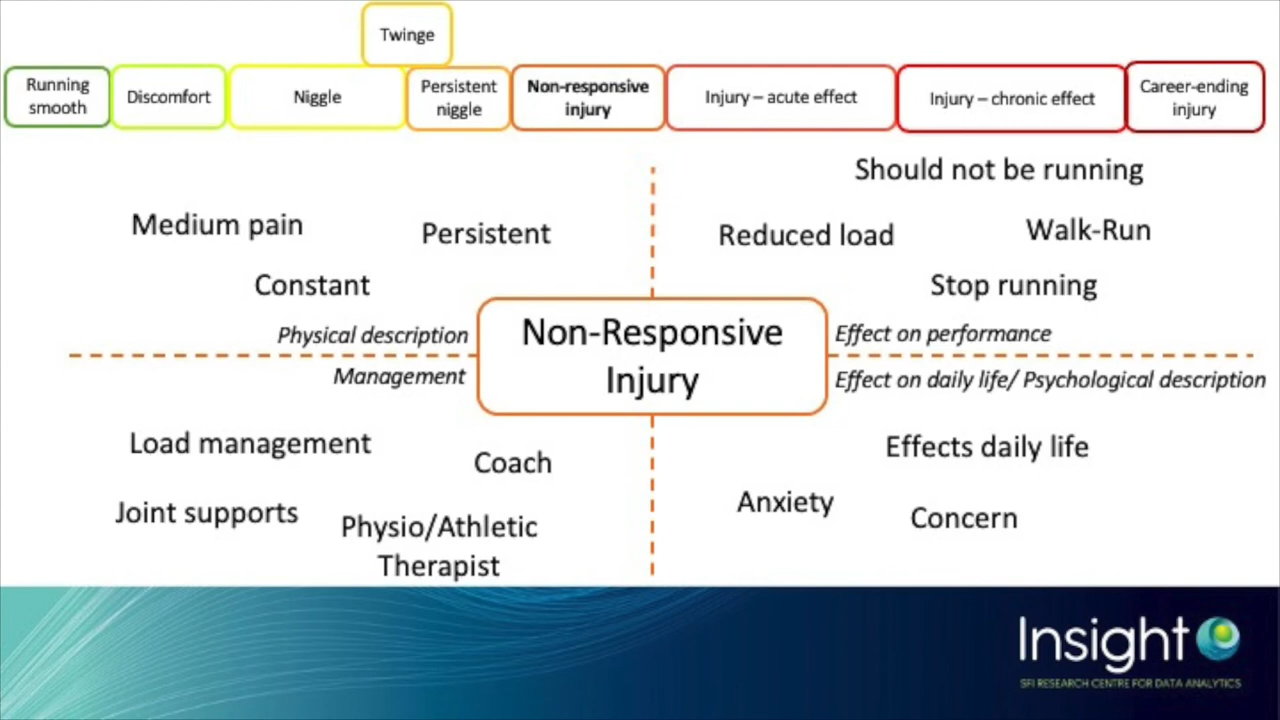 Twinge
Running
smooth
Discomfort
Niggle
Persistent
niggle
Non-responsive
injury
Injury – acute effect
Injury – chronic effect
Career-ending
injury
Medium pain
Persistent
Constant
Physical description
Should not be running
Reduced load
Walk-Run
Stop running
Effect on performance
Non-Responsive
Injury
Management
Load management
Coach
Joint supports
Physio/Athletic
Therapist
Effect on daily life/ Psychological description
Effects daily life
Anxiety
Concern
Insight
SFI RESEARCH CENTRE FOR DATA ANALYTICS